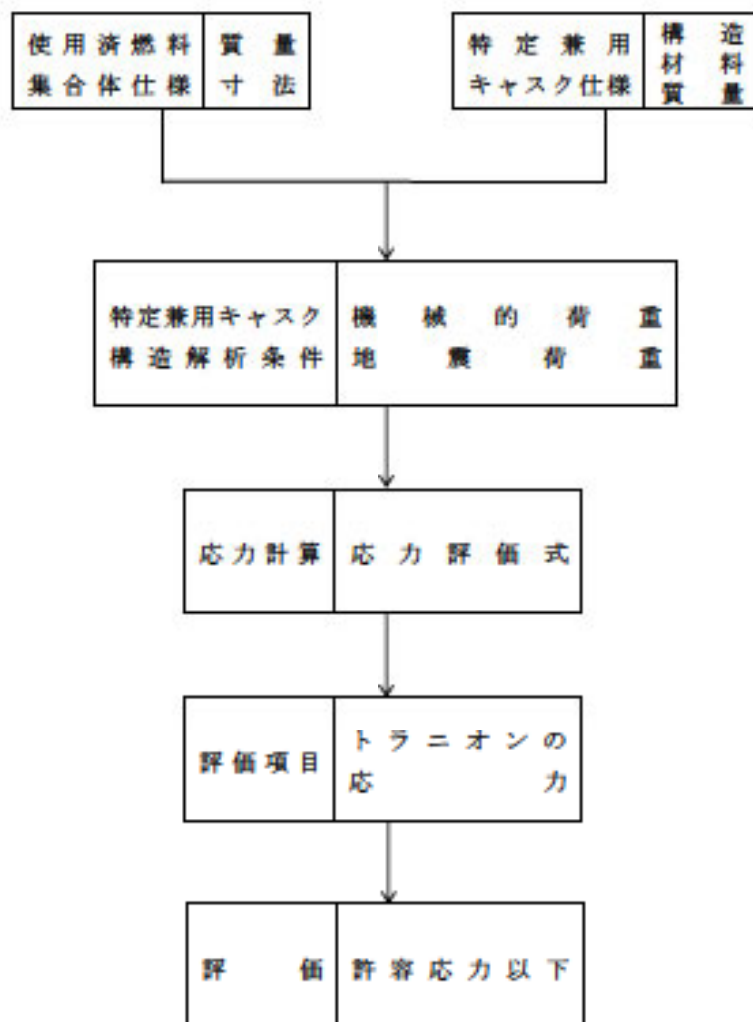 使用済燃料
集合体仕様
質量
寸法
特定兼用
キャスク仕様
構造
材料
質量
特定兼用キャスク
構造解析条件
機械的荷重
地震荷重
応力計算
応力評価式
評価項目
トラニオンの
応力
評価
許容応力以下